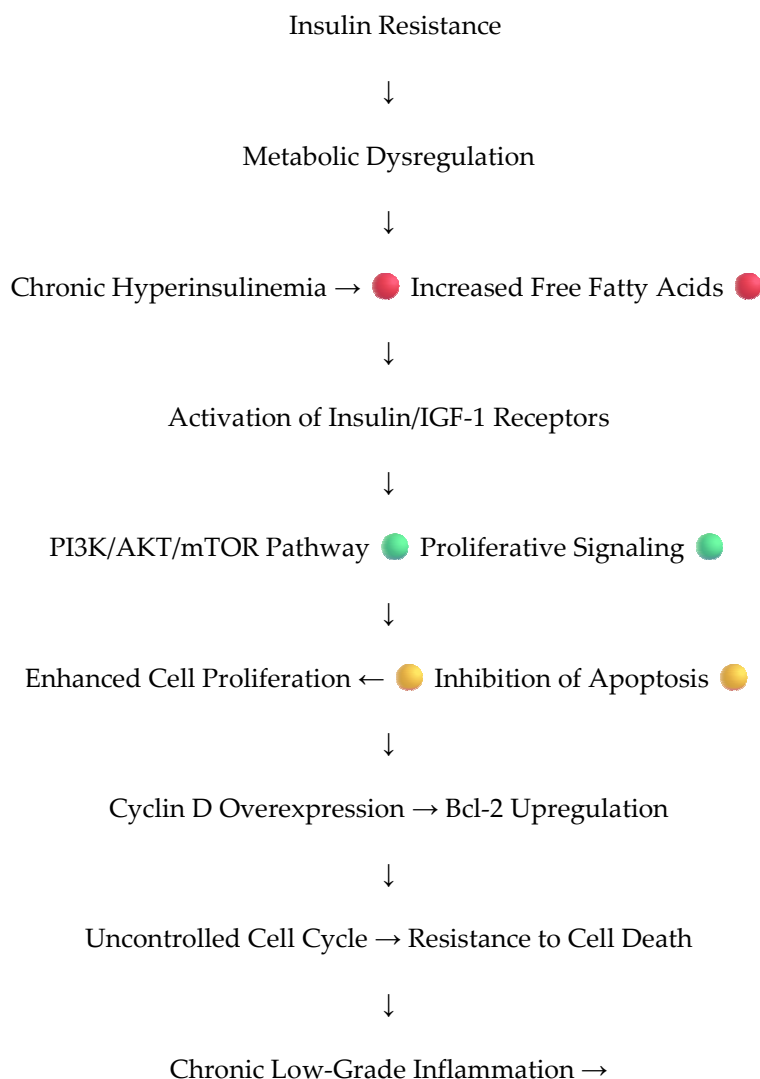 Insulin Resistance
↓
Metabolic Dysregulation
↓
Chronic Hyperinsulinemia → 🔴 Increased Free Fatty Acids 🔴
↓
Activation of Insulin/IGF-1 Receptors
↓
PI3K/AKT/mTOR Pathway 🟢 Proliferative Signaling 🟢
↓
Enhanced Cell Proliferation ← 🟡 Inhibition of Apoptosis 🟡
↓
Cyclin D Overexpression → Bcl-2 Upregulation
↓
Uncontrolled Cell Cycle → Resistance to Cell Death
↓
Chronic Low-Grade Inflammation →